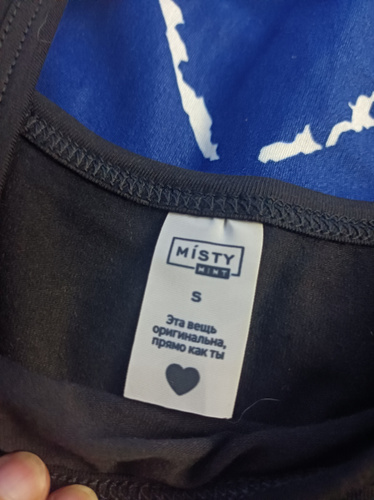 MÍSTY
MINT
S
Эта вещь
оригинальна,
прямо как ты